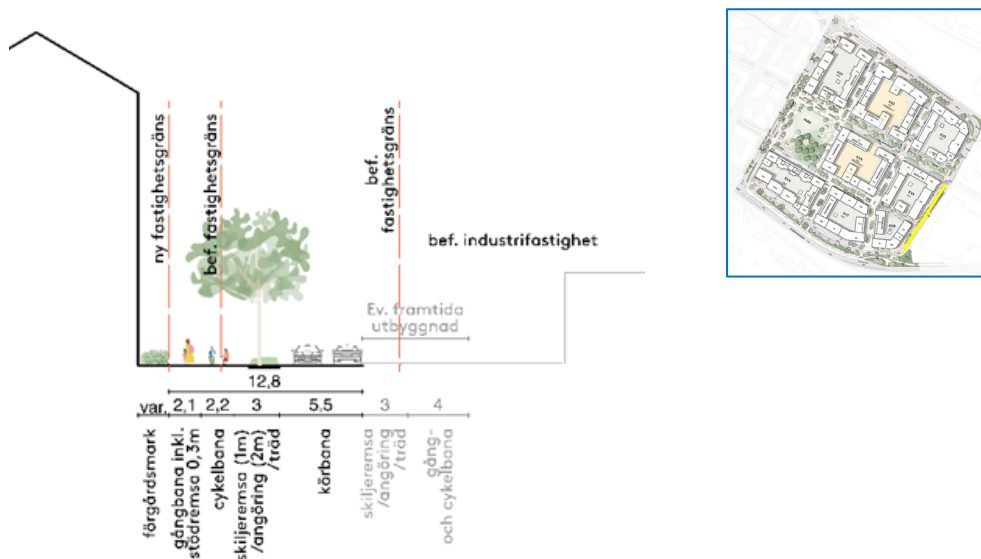 ny fastighetsgräns
bef. fastighetsgräns
bef.
fastighetsgräns
bef. industrifastighet
Ev. framtida
utbyggnad
12,8
var. 2,1 2,2 3 5,5 3 4
förgårdsmark
gångbana inkl.
stödremsa 0,3m
cykelbana
skiljeremsa (1m)
/angöring (2m)
/träd
körbana
skiljeremsa
/angöring
/träd
gång-
och cykelbana